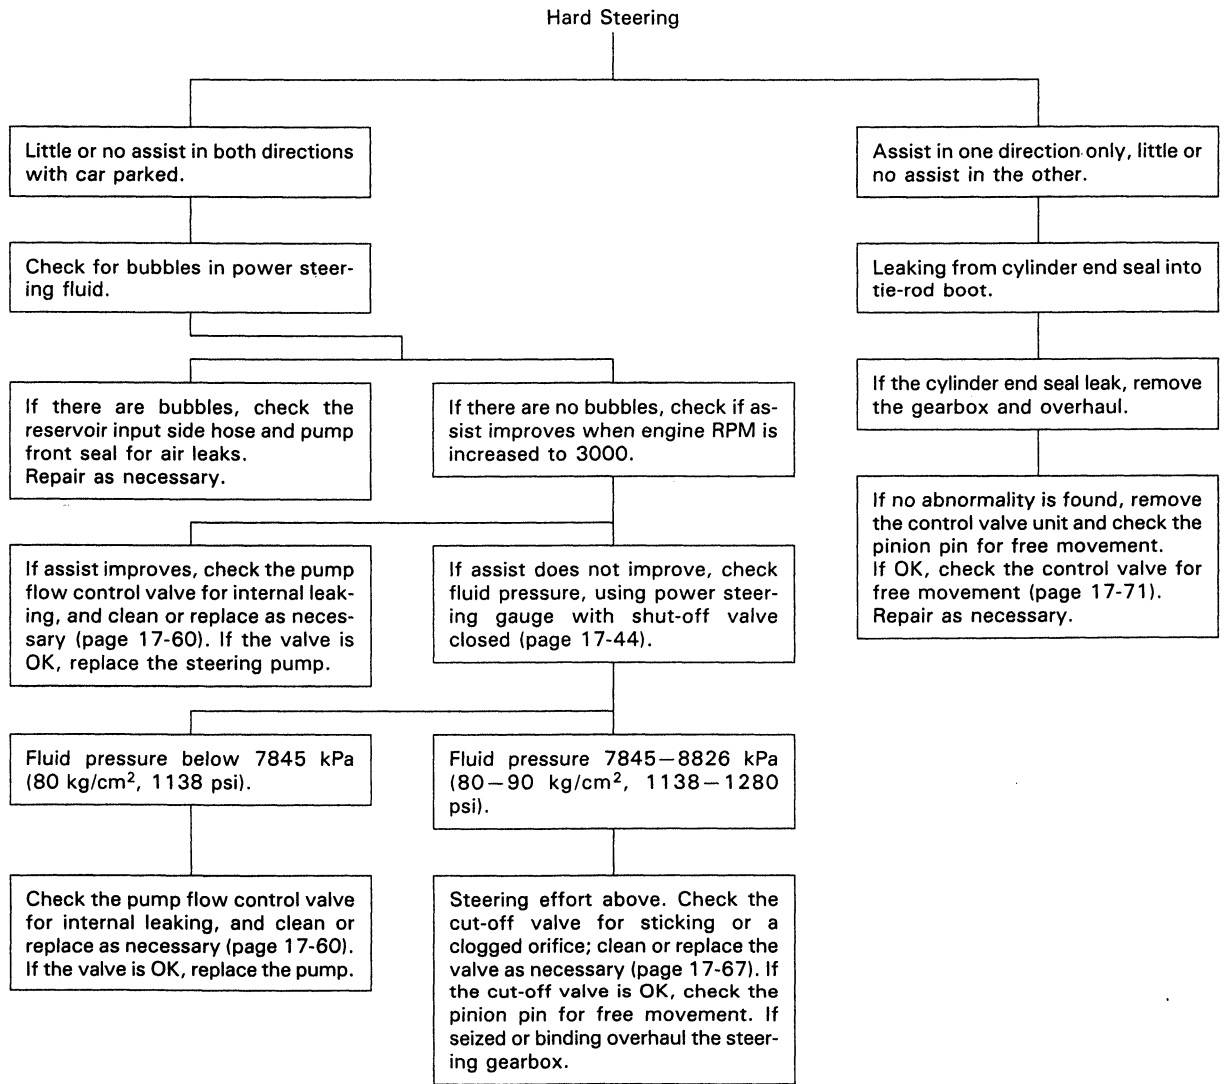 Hard Steering
Little or no assist in both directions
with car parked.
Check for bubbles in power steer-
ing fluid.
If there are bubbles, check the
reservoir input side hose and pump
front seal for air leaks.
Repair as necessary.
If there are no bubbles, check if as-
sist improves when engine RPM is
increased to 3000.
If assist improves, check the pump
flow control valve for internal leak-
ing, and clean or replace as neces-
sary (page 17-60). If the valve is
OK, replace the steering pump.
If assist does not improve, check
fluid pressure, using power steer-
ing gauge with shut-off valve
closed (page 17-44).
Fluid pressure below 7845 kPa
(80 kg/cm², 1138 psi).
Fluid pressure 7845—8826 kPa
(80—90 kg/cm², 1138—1280
psi).
Check the pump flow control valve
for internal leaking, and clean or
replace as necessary (page 17-60).
If the valve is OK, replace the pump.
Steering effort above. Check the
cut-off valve for sticking or a
clogged orifice; clean or replace the
valve as necessary (page 17-67). If
the cut-off valve is OK, check the
pinion pin for free movement. If
seized or binding overhaul the steer-
ing gearbox.
Assist in one direction only, little or
no assist in the other.
Leaking from cylinder end seal into
tie-rod boot.
If the cylinder end seal leak, remove
the gearbox and overhaul.
If no abnormality is found, remove
the control valve unit and check the
pinion pin for free movement.
If OK, check the control valve for
free movement (page 17-71).
Repair as necessary.